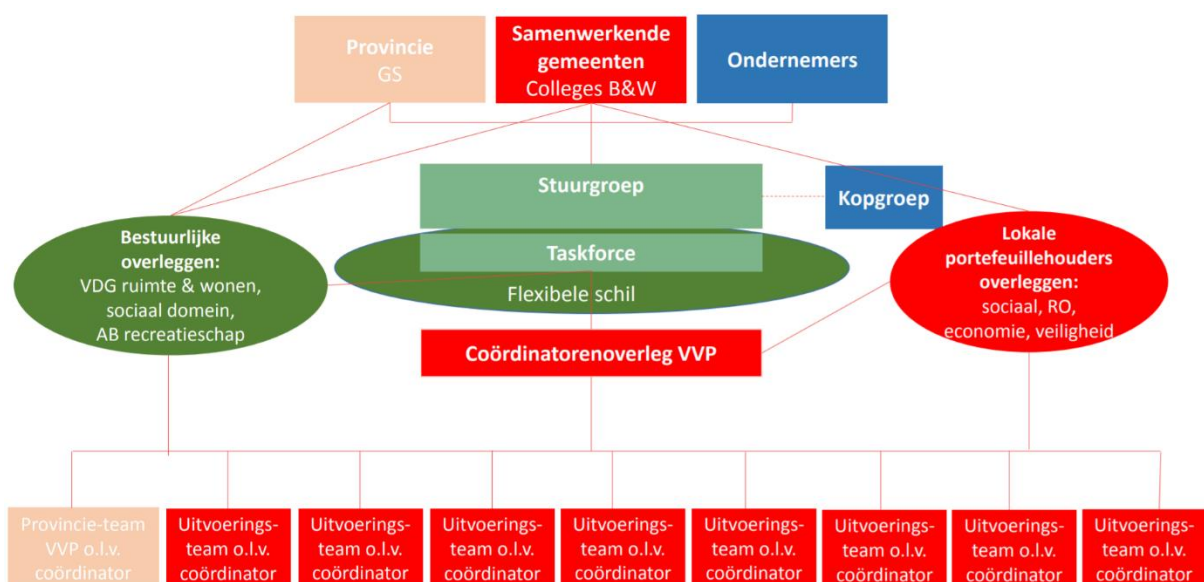 Provincie
GS
Samenwerkende
gemeenten
Colleges B&W
Ondernemers
Stuurgroep
Kopgroep
Bestuurlijke
overleggen:
VDG ruimte & wonen,
sociaal domein,
AB recreatieschap
Taskforce
Flexibele schil
Lokale
portefeuillehouders
overleggen:
sociaal, RO,
economie, veiligheid
Coördinatorenoverleg VVP
Provincie-team
VVP o.l.v.
coördinator
Uitvoerings-
team o.l.v.
coördinator
Uitvoerings-
team o.l.v.
coördinator
Uitvoerings-
team o.l.v.
coördinator
Uitvoerings-
team o.l.v.
coördinator
Uitvoerings-
team o.l.v.
coördinator
Uitvoerings-
team o.l.v.
coördinator
Uitvoerings-
team o.l.v.
coördinator
Uitvoerings-
team o.l.v.
coördinator